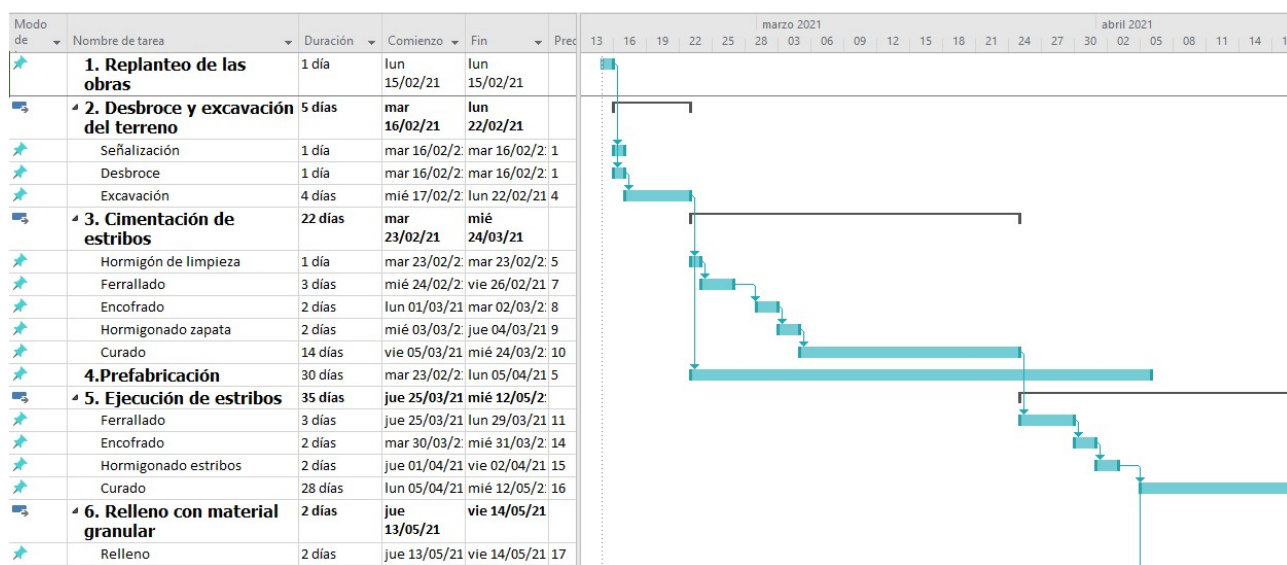 Modo
de
Nombre de tarea Duración Comienzo Fin Prec
marzo 2021 abril 2021
13 16 19 22 25 28 03 06 09 12 15 18 21 24 27 30 02 05 08 11 14 1
1. Replanteo de las
obras
1 día
lun
15/02/21
lun
15/02/21
2. Desbroce y excavación
del terreno
5 días
mar
16/02/21
lun
22/02/21
Señalización 1 día mar 16/02/2 mar 16/02/2 1
Desbroce 1 día mar 16/02/2 mar 16/02/2 1
Excavación 4 días mié 17/02/2 lun 22/02/21 4
3. Cimentación de
estribos
22 días
mar
23/02/21
mié
24/03/21
Hormigón de limpieza 1 día mar 23/02/2 mar 23/02/2 5
Ferrallado 3 días mié 24/02/2 vie 26/02/21 7
Encofrado 2 días lun 01/03/21 mar 02/03/2 8
Hormigonado zapata 2 días mié 03/03/2 jue 04/03/21 9
Curado 14 días vie 05/03/21 mié 24/03/2 10
4.Prefabricación 30 días mar 23/02/2 lun 05/04/21 5
5. Ejecución de estribos 35 días jue 25/03/21 mié 12/05/2
Ferrallado 3 días jue 25/03/21 lun 29/03/21 11
Encofrado 2 días mar 30/03/2 mié 31/03/2 14
Hormigonado estribos 2 días jue 01/04/21 vie 02/04/21 15
Curado 28 días lun 05/04/21 mié 12/05/2 16
6. Relleno con material
granular
2 días
jue
13/05/21
vie 14/05/21
Relleno 2 días jue 13/05/21 vie 14/05/21 17